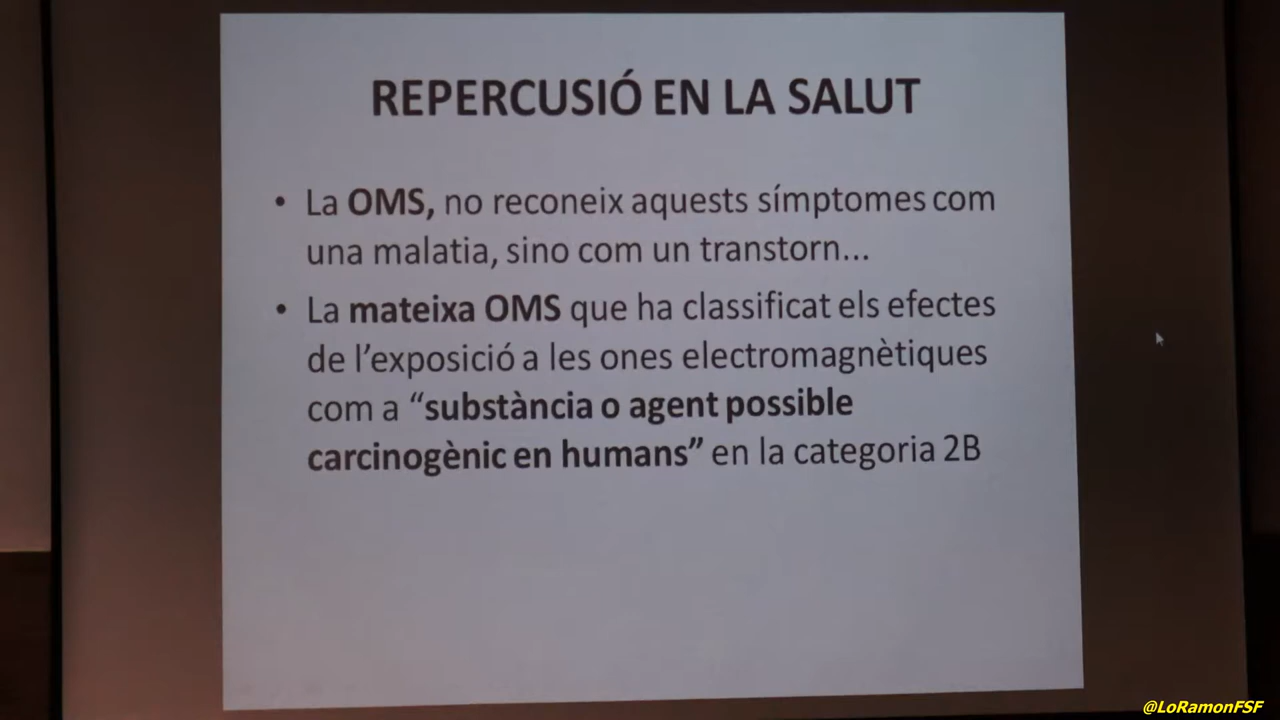 REPERCUSIÓ EN LA SALUT
• La OMS, no reconeix aquests símptomes com
una malatia, sino com un transtorn...
• La mateixa OMS que ha classificat els efectes
de l’exposició a les ones electromagnètiques
com a “substància o agent possible
carcinogènic en humans” en la categoria 2B
@LoRamonFSF